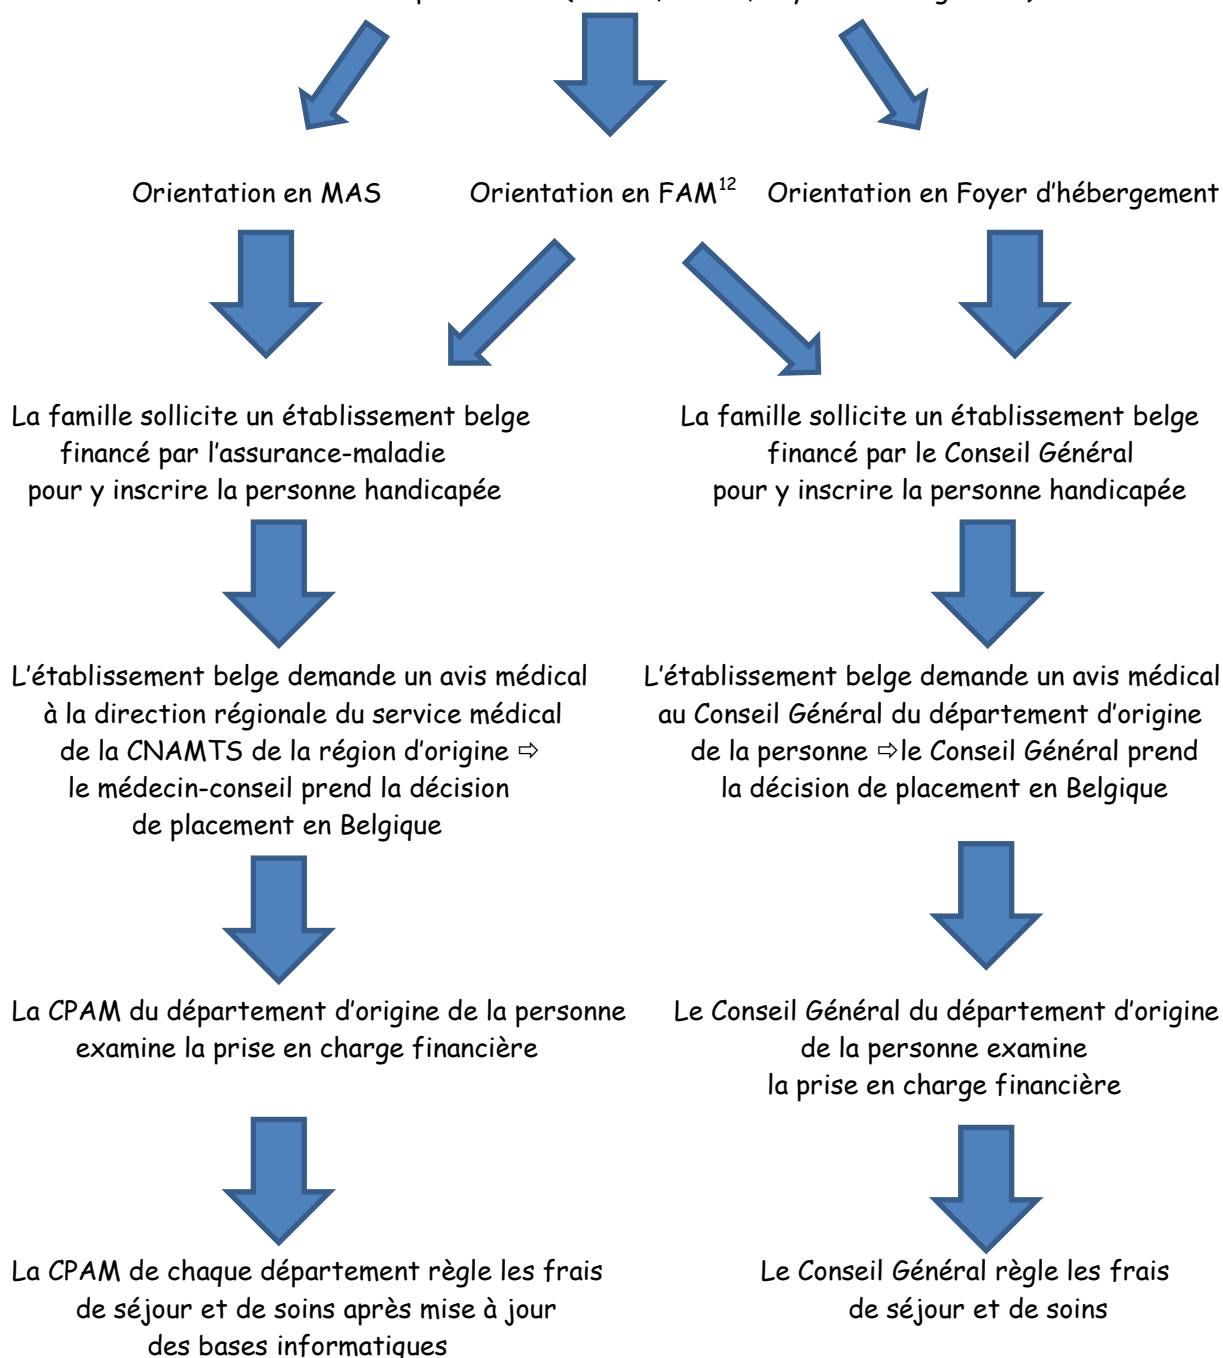 Orientation en MAS
Orientation en FAM12
Orientation en Foyer d'hébergement
La famille sollicite un établissement belge
financé par l'assurance-maladie
pour y inscrire la personne handicapée
La famille sollicite un établissement belge
financé par le Conseil Général
pour y inscrire la personne handicapée
L'établissement belge demande un avis médical
à la direction régionale du service médical
de la CNAMTS de la région d'origine ⇨
le médecin-conseil prend la décision
de placement en Belgique
L'établissement belge demande un avis médical
au Conseil Général du département d'origine
de la personne ⇨le Conseil Général prend
la décision de placement en Belgique
La CPAM du département d'origine de la personne
examine la prise en charge financière
Le Conseil Général du département d'origine
de la personne examine
la prise en charge financière
La CPAM de chaque département règle les frais
de séjour et de soins après mise à jour
des bases informatiques
Le Conseil Général règle les frais
de séjour et de soins